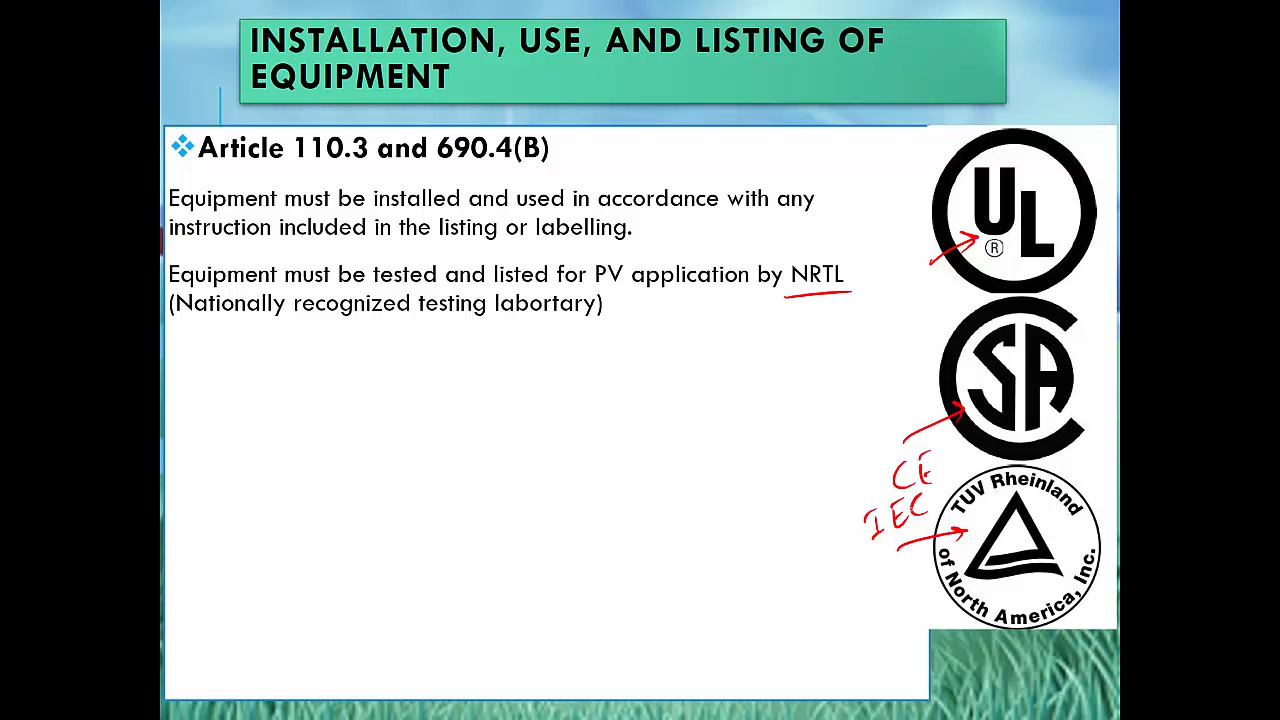 INSTALLATION, USE, AND LISTING OF
EQUIPMENT
Article 110.3 and 690.4(B)
Equipment must be installed and used in accordance with any
instruction included in the listing or labelling.
Equipment must be tested and listed for PV application by NRTL
(Nationally recognized testing labortary)
UL
®
CSA
CE
IEC
TUV Rheinland
of North America, Inc.